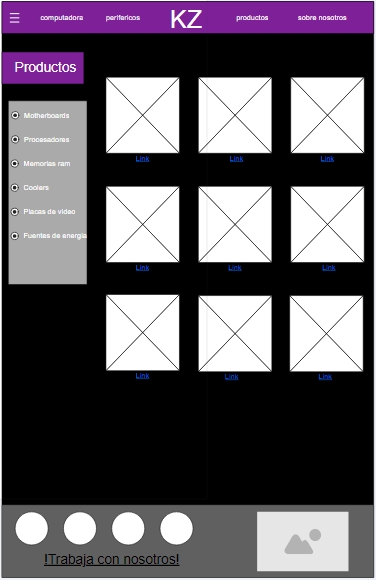 computadora perifericos KZ productos sobre nosotros
Productos
Motherboards
Procesadores
Memorias ram
Coolers
Placas de video
Fuentes de energia
Link Link Link
Link Link Link
Link Link Link
!Trabaja con nosotros!